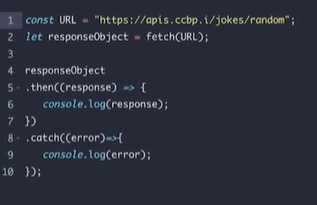 1 const URL = "https://apis.ccbp.i/jokes/random";
2 let responseObject = fetch(URL);
3
4 responseObject
5 .then((response) => {
6 console.log(response);
7 })
8 .catch((error)=>{
9 console.log(error);
10 });